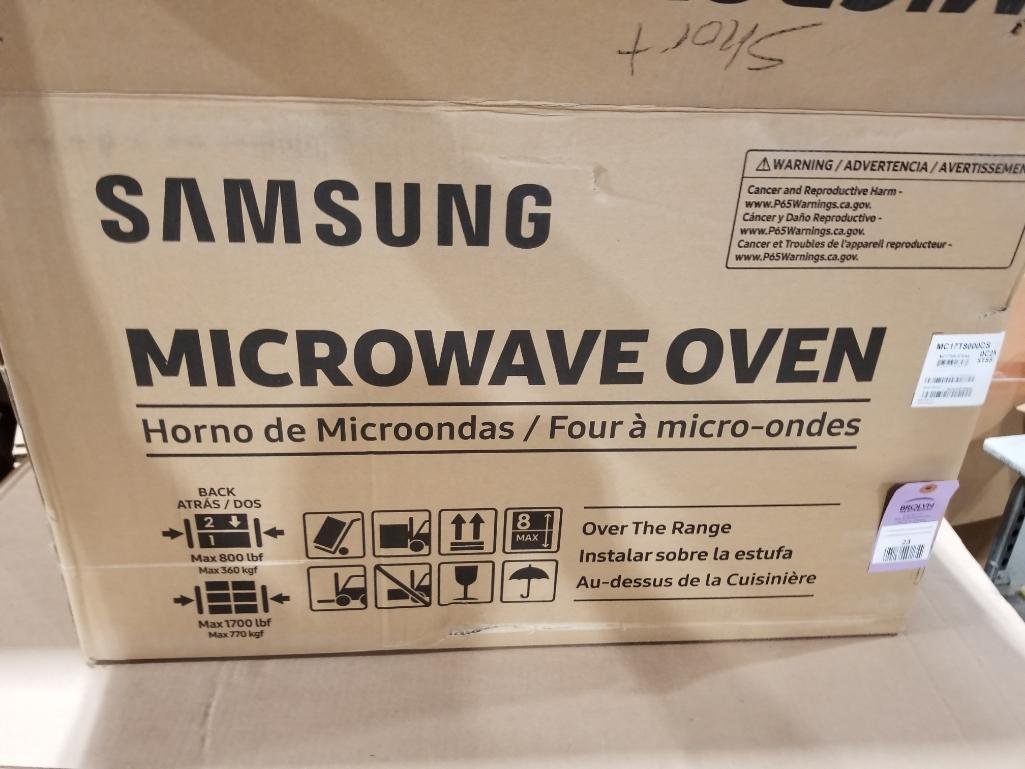 Short
SAMSUNG
⚠ WARNING / ADVERTENCIA / AVERTISSEMEN
Cancer and Reproductive Harm -
www.P65Warnings.ca.gov.
Cáncer y Daño Reproductivo -
www.P65Warnings.ca.gov.
Cancer et Troubles de l'appareil reproducteur -
www.P65Warnings.ca.gov.
MICROWAVE OVEN
Horno de Microondas / Four à micro-ondes
MC17T8000CS
BACK
ATRÁS / DOS
2
1
Max 800 lbf
Max 360 kgf
Max 1700 lbf
Max 770 kgf
8
MAX
Over The Range
Instalar sobre la estufa
Au-dessus de la Cuisinière
BROLYN